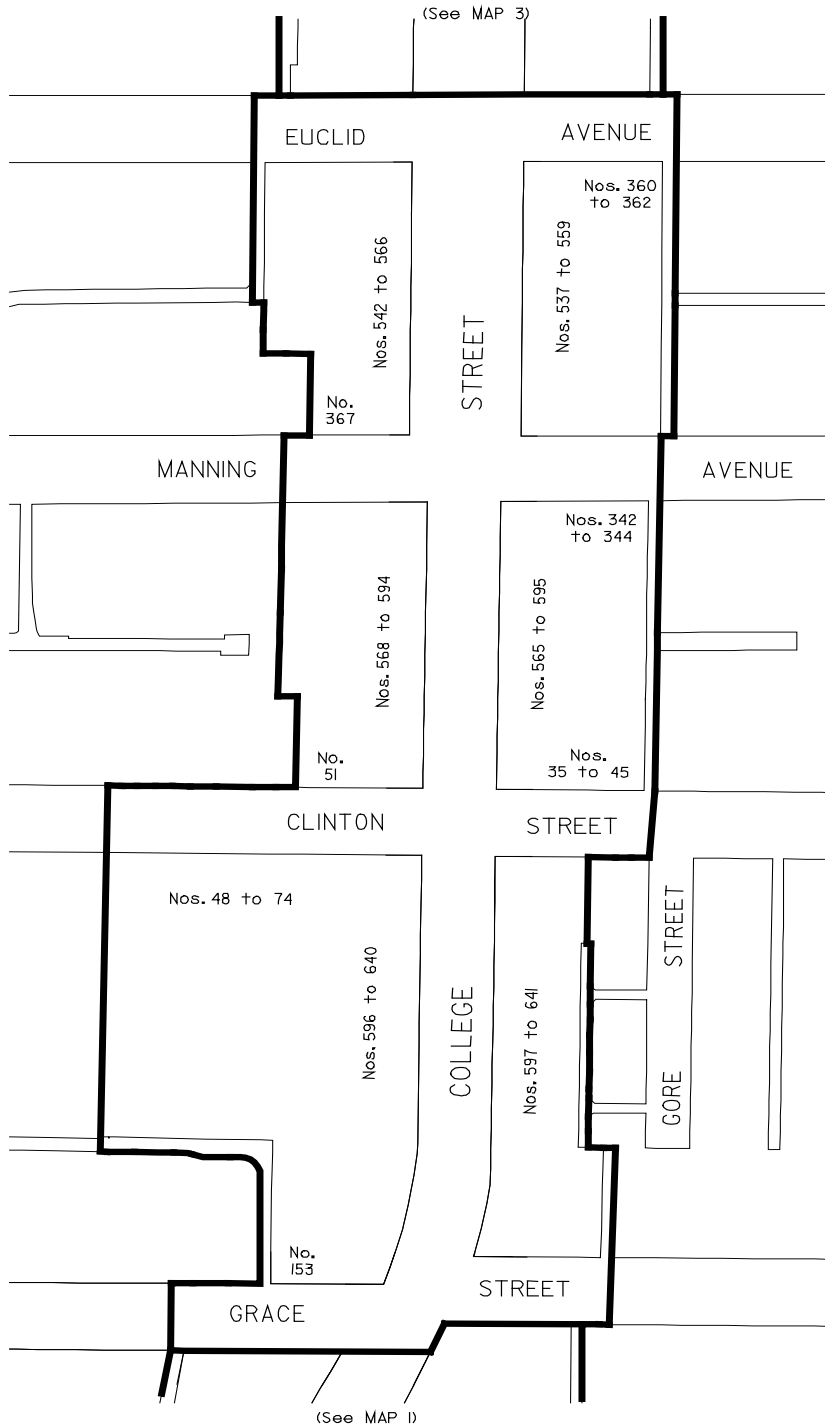 (See MAP 3)
EUCLID
AVENUE
Nos. 360
to 362
Nos. 542 to 566
Nos. 537 to 559
STREET
No.
367
MANNING
AVENUE
Nos. 342
to 344
Nos. 568 to 594
Nos. 565 to 595
No.
51
Nos.
35 to 45
CLINTON
STREET
Nos. 48 to 74
STREET
Nos. 596 to 640
COLLEGE
Nos. 597 to 641
GORE
No.
153
STREET
GRACE
(See MAP 1)